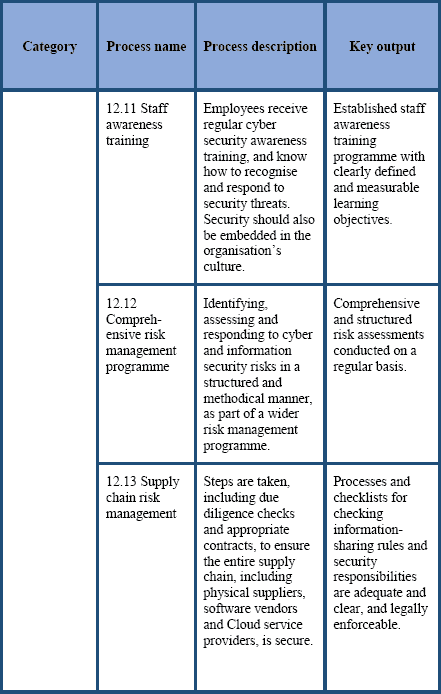 Category
Process name
Process description
Key output
12.11 Staff
awareness
training
Employees receive
regular cyber
security awareness
training, and know
how to recognise
and respond to
security threats.
Security should also
be embedded in the
organisation's
culture.
Established staff
awareness
training
programme with
clearly defined
and measurable
learning
objectives.
12.12
Compreh-
ensive risk
management
programme
Identifying,
assessing and
responding to cyber
and information
security risks in a
structured and
methodical manner,
as part of a wider
risk management
programme.
Comprehensive
and structured
risk assessments
conducted on a
regular basis.
12.13 Supply
chain risk
management
Steps are taken,
including due
diligence checks
and appropriate
contracts, to ensure
the entire supply
chain, including
physical suppliers,
software vendors
and Cloud service
providers, is secure.
Processes and
checklists for
checking
information-
sharing rules and
security
responsibilities
are adequate and
clear, and legally
enforceable.